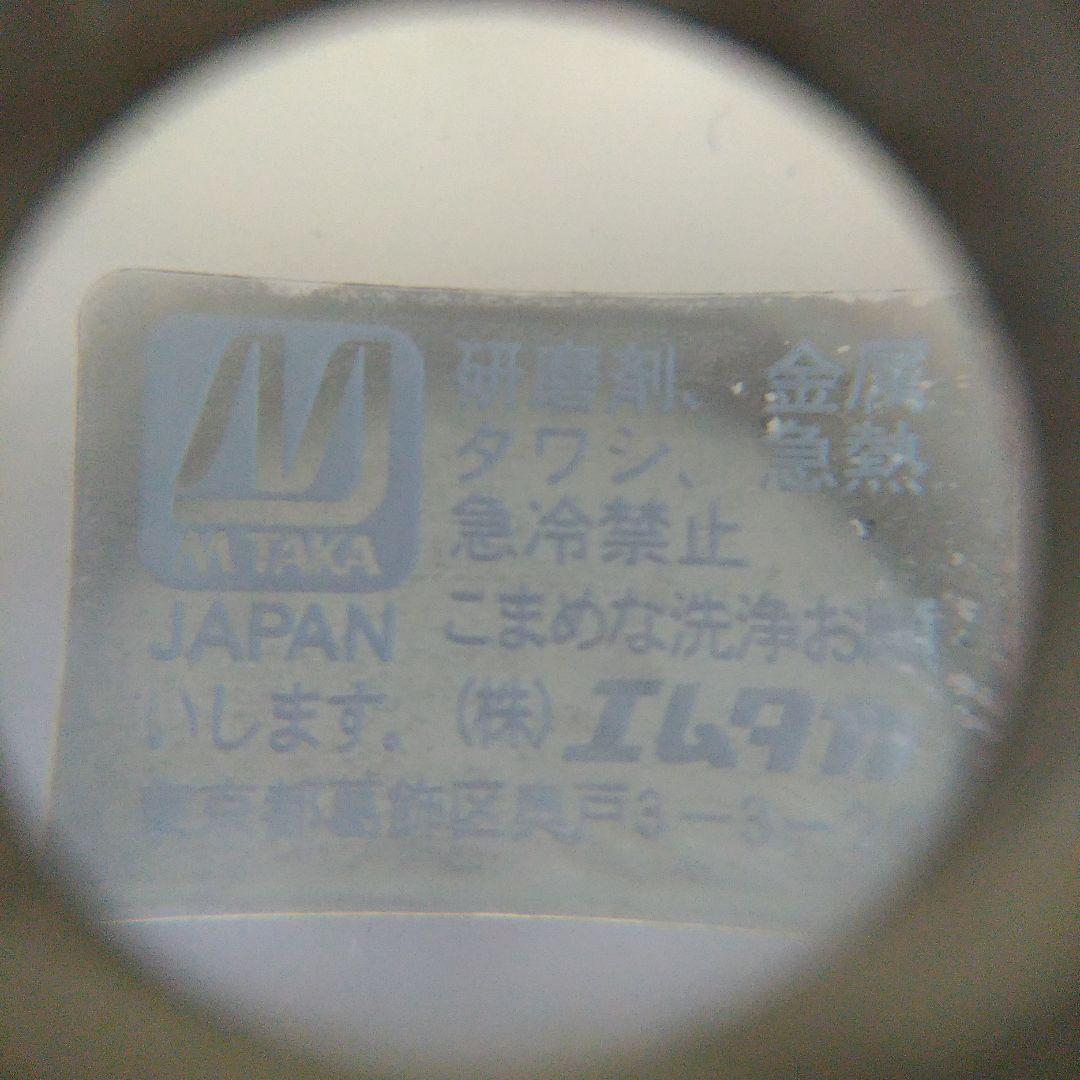 M TAKA
JAPAN
研磨剤、金属
タワシ、急熱
急冷禁止
こまめな洗浄お願
いします。(株)エムタカ
東京都葛飾区奥戸3-3-